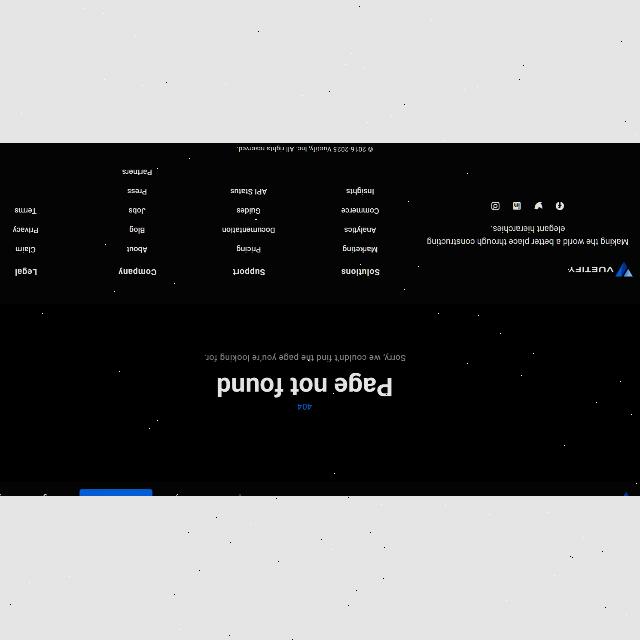 404
Page not found
Sorry, we couldn't find the page you're looking for.
VUETIFY
Making the world a better place through constructing
elegant hierarchies.
Solutions
Marketing
Analytics
Commerce
Insights
Support
Pricing
Documentation
Guides
API Status
Company
About
Blog
Jobs
Press
Partners
Legal
Claim
Privacy
Terms
© 2016-2025 Vuetify, Inc. All rights reserved.